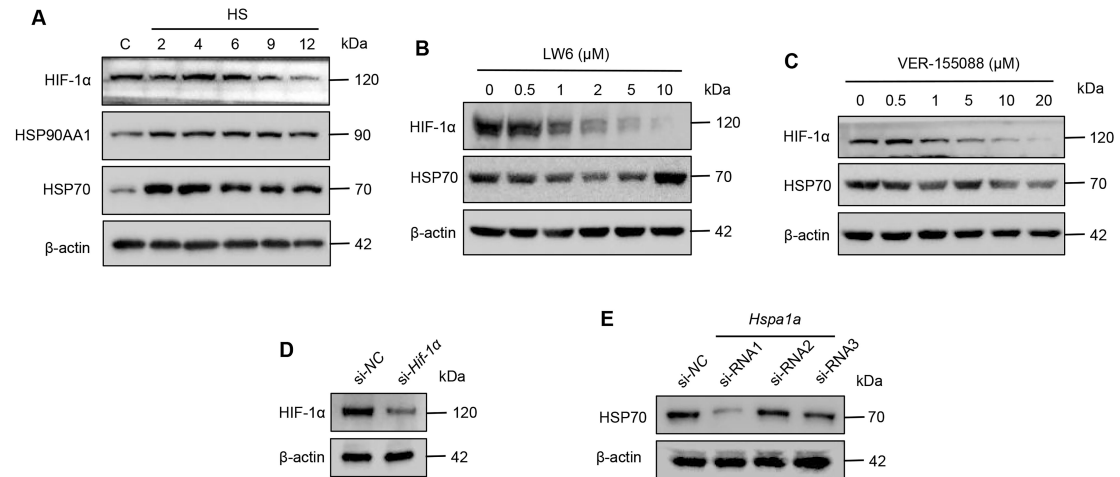 A
HS
C 2 4 6 9 12 kDa
HIF-1α 120
HSP90AA1 90
HSP70 70
β-actin 42
B
LW6 (μM)
0 0.5 1 2 5 10 kDa
HIF-1α 120
HSP70 70
β-actin 42
C
VER-155088 (μM)
0 0.5 1 5 10 20 kDa
HIF-1α 120
HSP70 70
β-actin 42
D
si-NC si-Hif-1α kDa
HIF-1α 120
β-actin 42
E
Hspa1a
si-NC si-RNA1 si-RNA2 si-RNA3 kDa
HSP70 70
β-actin 42